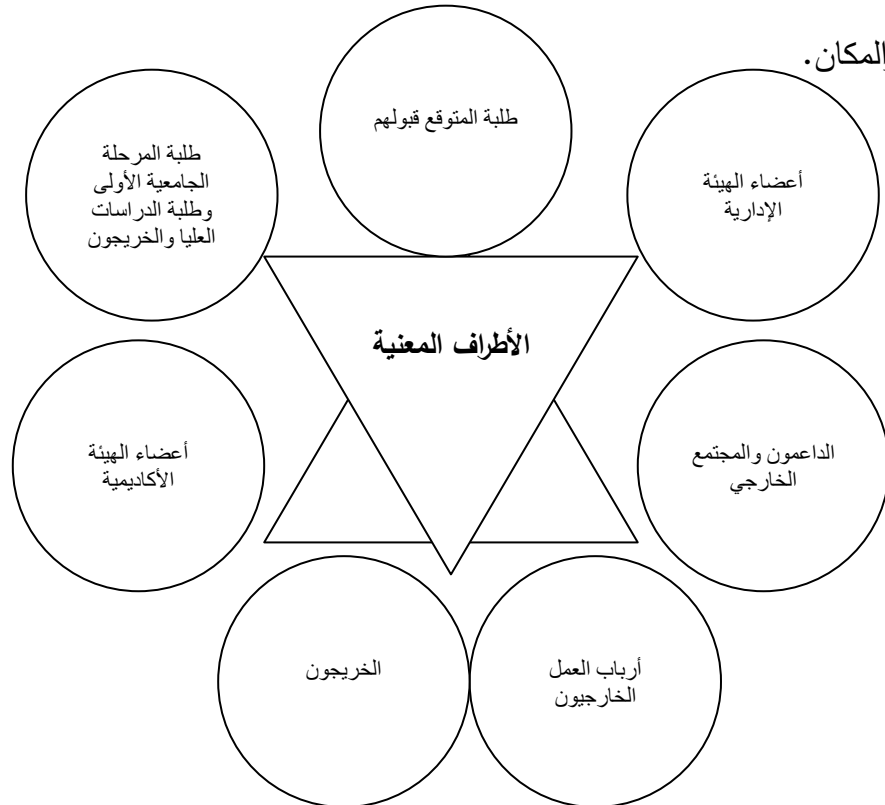 المكان.
طلبة المتوقع قبولهم
أعضاء الهيئة
الإدارية
طلبة المرحلة
الجامعية الأولى
وطلبة الدراسات
العليا والخريجون
الأطراف المعنية
الداعمون والمجتمع
الخارجي
أعضاء الهيئة
الأكاديمية
أرباب العمل
الخارجيون
الخريجون